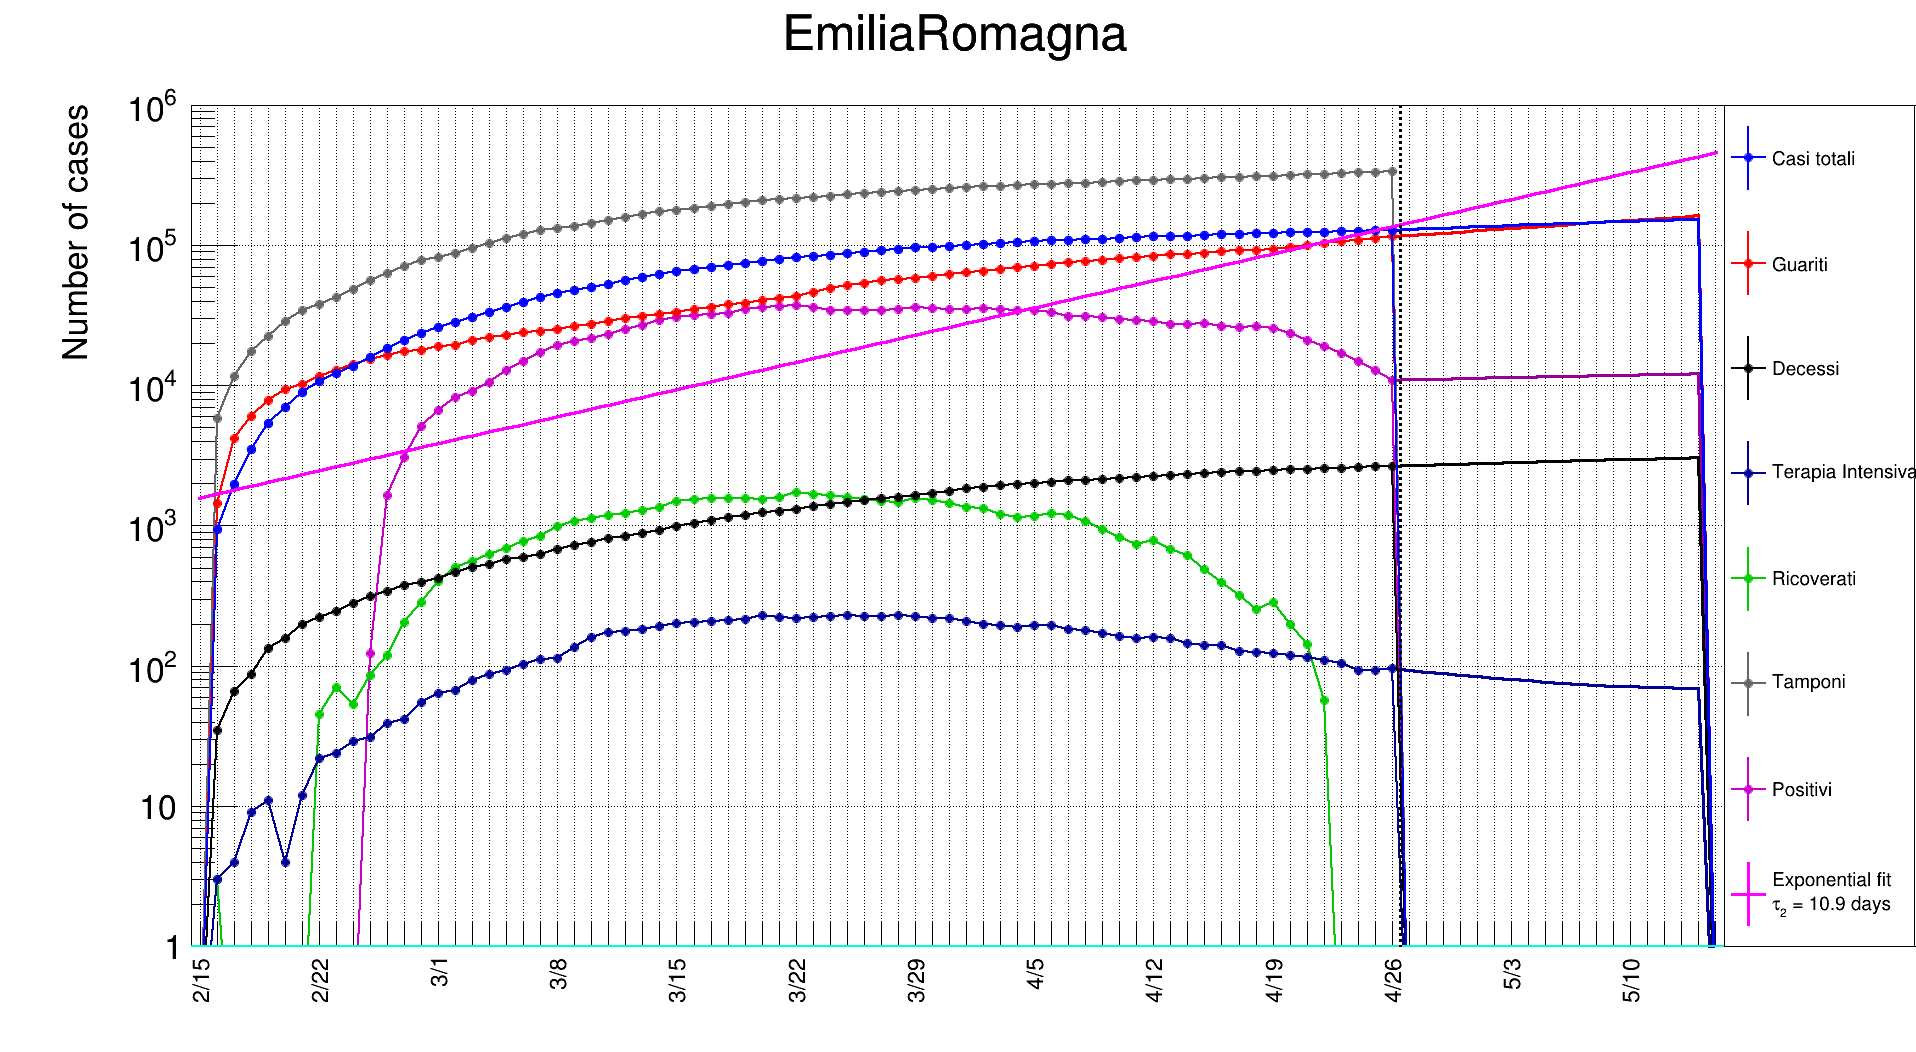 EmiliaRomagna
Number of cases
10^6
10^5
10^4
10^3
10^2
10
1
2/15
2/22
3/1
3/8
3/15
3/22
3/29
4/5
4/12
4/19
4/26
5/3
5/10
Casi totali
Guariti
Decessi
Terapia Intensiva
Ricoverati
Tamponi
Positivi
Exponential fit
τ_2 = 10.9 days